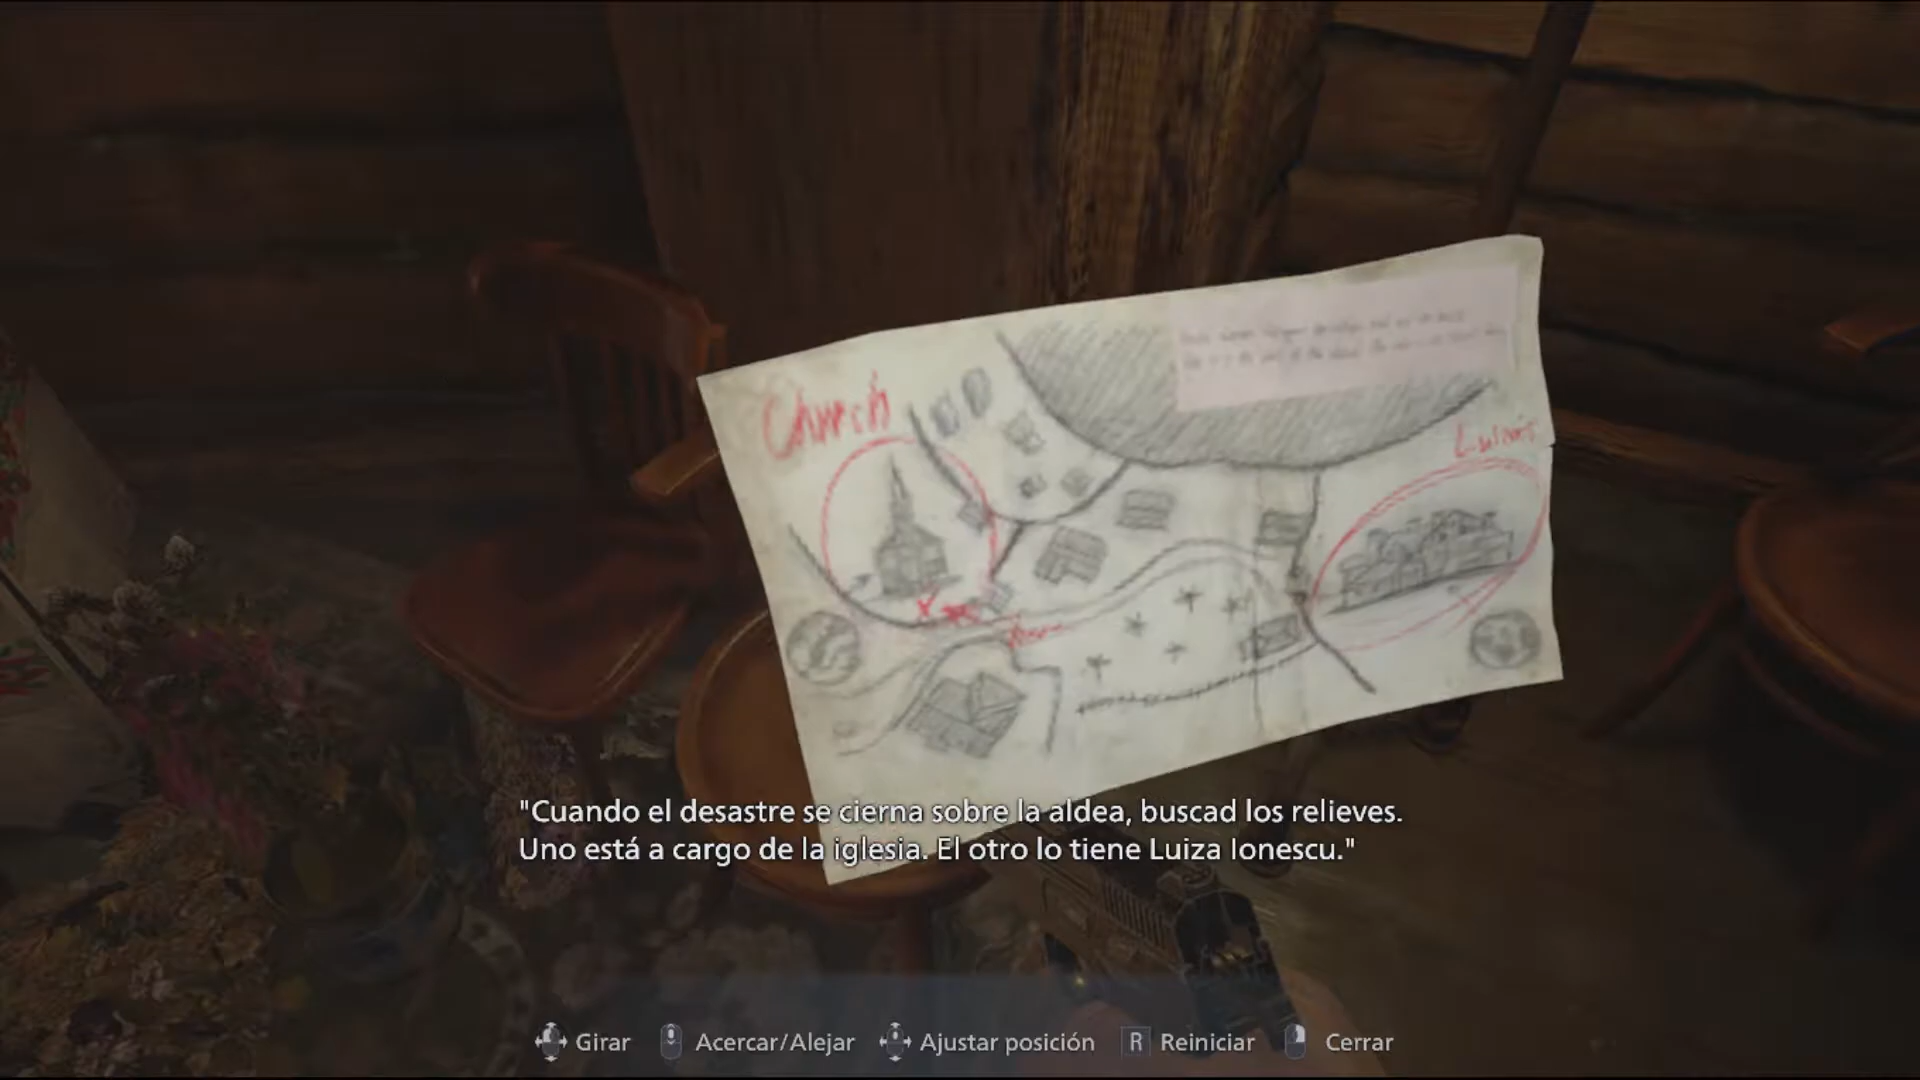 Church
Luiza's
"Cuando el desastre se cierna sobre la aldea, buscad los relieves.
Uno está a cargo de la iglesia. El otro lo tiene Luiza Ionescu."
Girar Acercar/Alejar Ajustar posición R Reiniciar Cerrar